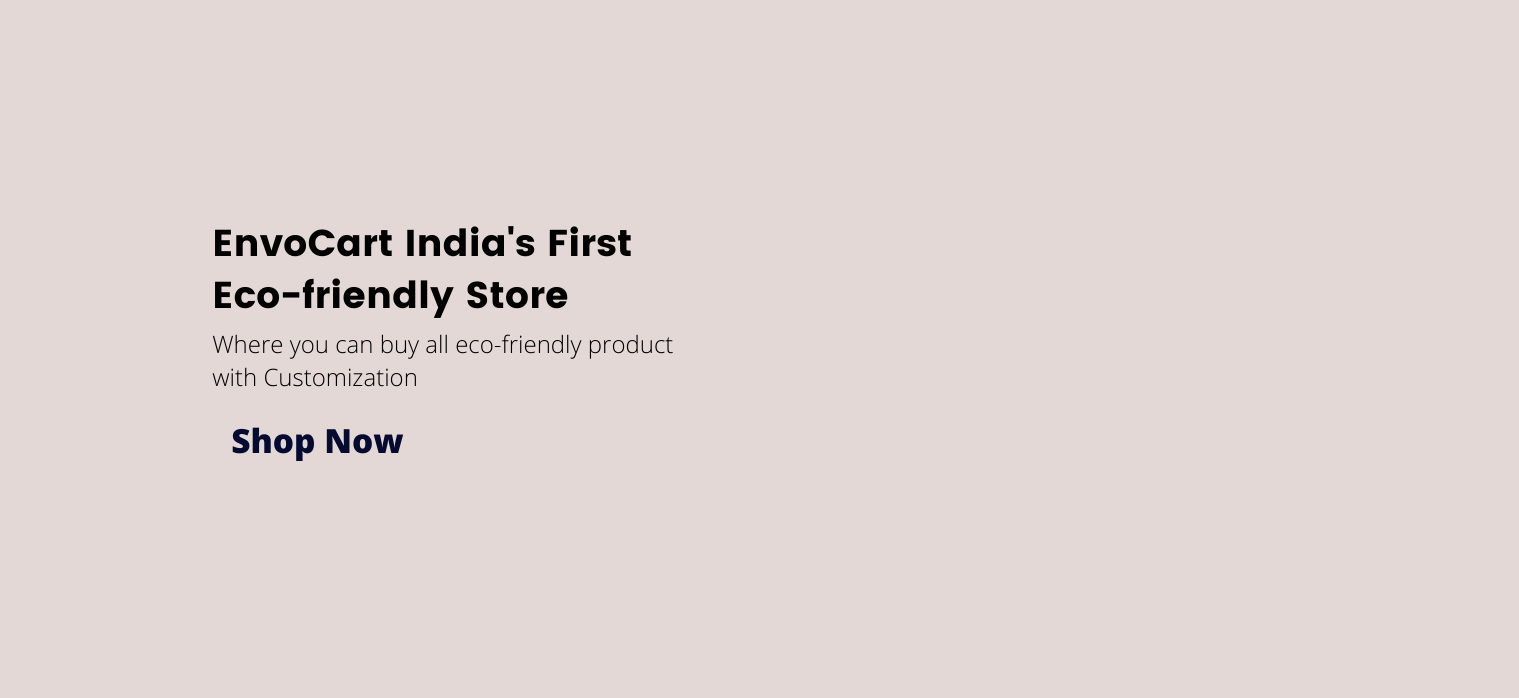 EnvoCart India's First
Eco-friendly Store
Where you can buy all eco-friendly product
with Customization
Shop Now